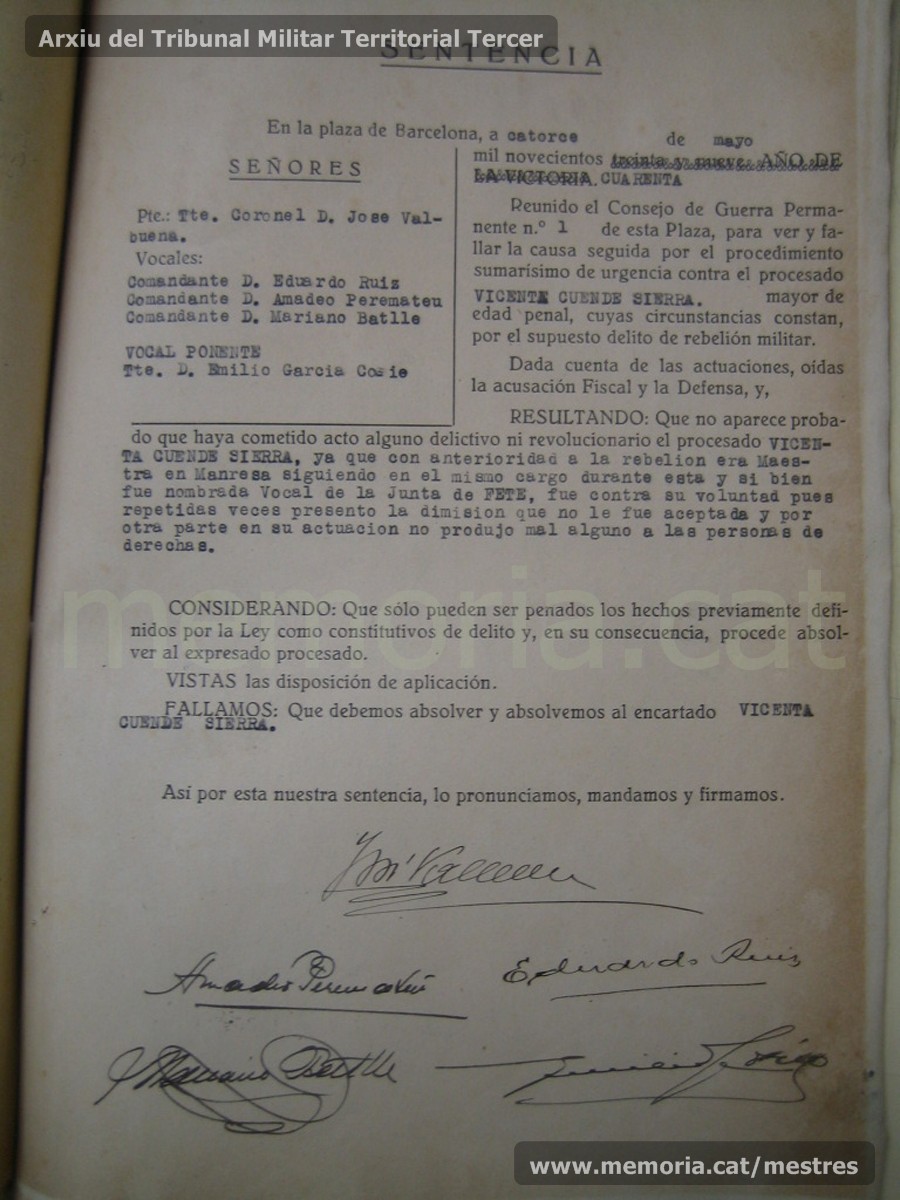 Arxiu del Tribunal Militar Territorial Tercer
SENTENCIA
En la plaza de Barcelona, a catorce de mayo
mil novecientos treinta y nueve. AÑO DE
LA VICTORIA. CUARENTA
SEÑORES
Pte.: Tte. Coronel D. Jose Val-
buena.
Vocales:
Comandante D. Eduardo Ruiz
Comandante D. Amadeo Peremateu
Comandante D. Mariano Batlle
VOCAL PONENTE
Tte. D. Emilio Garcia Cosie
Reunido el Consejo de Guerra Perma-
nente n.º 1 de esta Plaza, para ver y fa-
llar la causa seguida por el procedimiento
sumarísimo de urgencia contra el procesado
VICENTA CUENDE SIERRA. mayor de
edad penal, cuyas circunstancias constan,
por el supuesto delito de rebelión militar.
Dada cuenta de las actuaciones, oídas
la acusación Fiscal y la Defensa, y,
RESULTANDO: Que no aparece proba-
do que haya cometido acto alguno delictivo ni revolucionario el procesado VICEN-
TA CUENDE SIERRA, ya que con anterioridad a la rebelion era Maes-
tra en Manresa siguiendo en el mismo cargo durante esta y si bien
fue nombrada Vocal de la Junta de FETE, fue contra su voluntad pues
repetidas veces presento la dimision que no le fue aceptada y por
otra parte en su actuacion no produjo mal alguno a las personas de
derechas.
memoria.cat
CONSIDERANDO: Que sólo pueden ser penados los hechos previamente defi-
nidos por la Ley como constitutivos de delito y, en su consecuencia, procede absol-
ver al expresado procesado.
VISTAS las disposición de aplicación.
FALLAMOS: Que debemos absolver y absolvemos al encartado VICENTA
CUENDE SIERRA.
Así por esta nuestra sentencia, lo pronunciamos, mandamos y firmamos.
Eduardo Ruiz
Mariano Batlle
www.memoria.cat/mestres